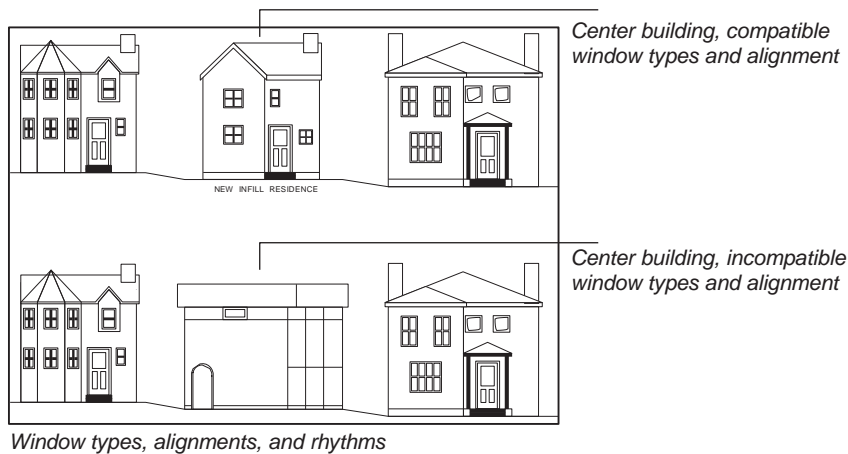 Center building, compatible
window types and alignment
NEW INFILL RESIDENCE
Center building, incompatible
window types and alignment
Window types, alignments, and rhythms